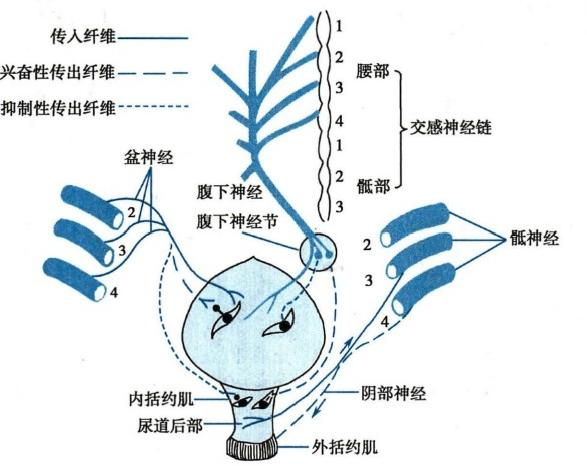 传入纤维
兴奋性传出纤维
抑制性传出纤维
1
2
3
4
1
2
3
腰部
骶部
交感神经链
盆神经
2
3
4
腹下神经
腹下神经节
2
3
4
骶神经
内括约肌
尿道后部
阴部神经
外括约肌